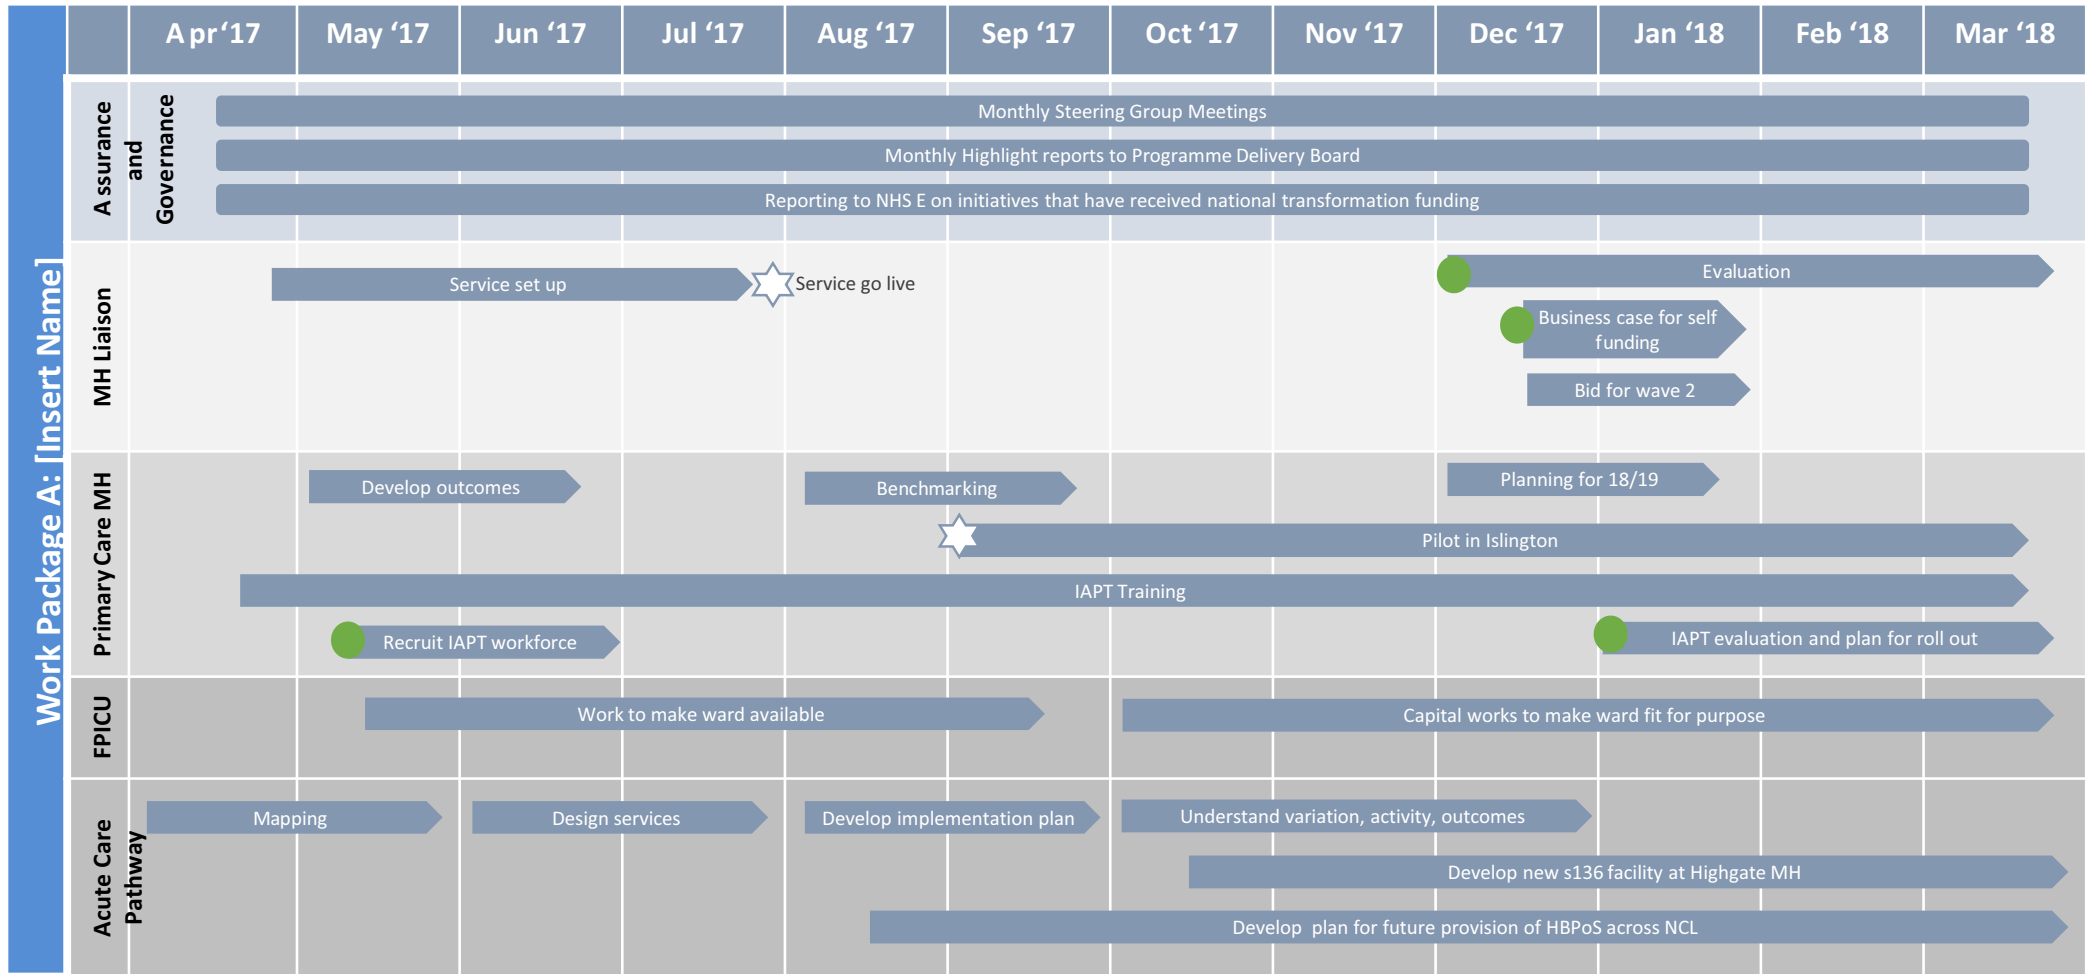 Apr ‘17
May ‘17
Jun ‘17
Jul ‘17
Aug ‘17
Sep ‘17
Oct ‘17
Nov ‘17
Dec ‘17
Jan ‘18
Feb ‘18
Mar ‘18
Work Package A: [Insert Name]
Assurance
and
Governance
Monthly Steering Group Meetings
Monthly Highlight reports to Programme Delivery Board
Reporting to NHS E on initiatives that have received national transformation funding
MH Liaison
Service set up
Service go live
Evaluation
Business case for self
funding
Bid for wave 2
Primary Care MH
Develop outcomes
Benchmarking
Planning for 18/19
Pilot in Islington
IAPT Training
Recruit IAPT workforce
IAPT evaluation and plan for roll out
FPICU
Work to make ward available
Capital works to make ward fit for purpose
Acute Care
Pathway
Mapping
Design services
Develop implementation plan
Understand variation, activity, outcomes
Develop new s136 facility at Highgate MH
Develop plan for future provision of HBPoS across NCL